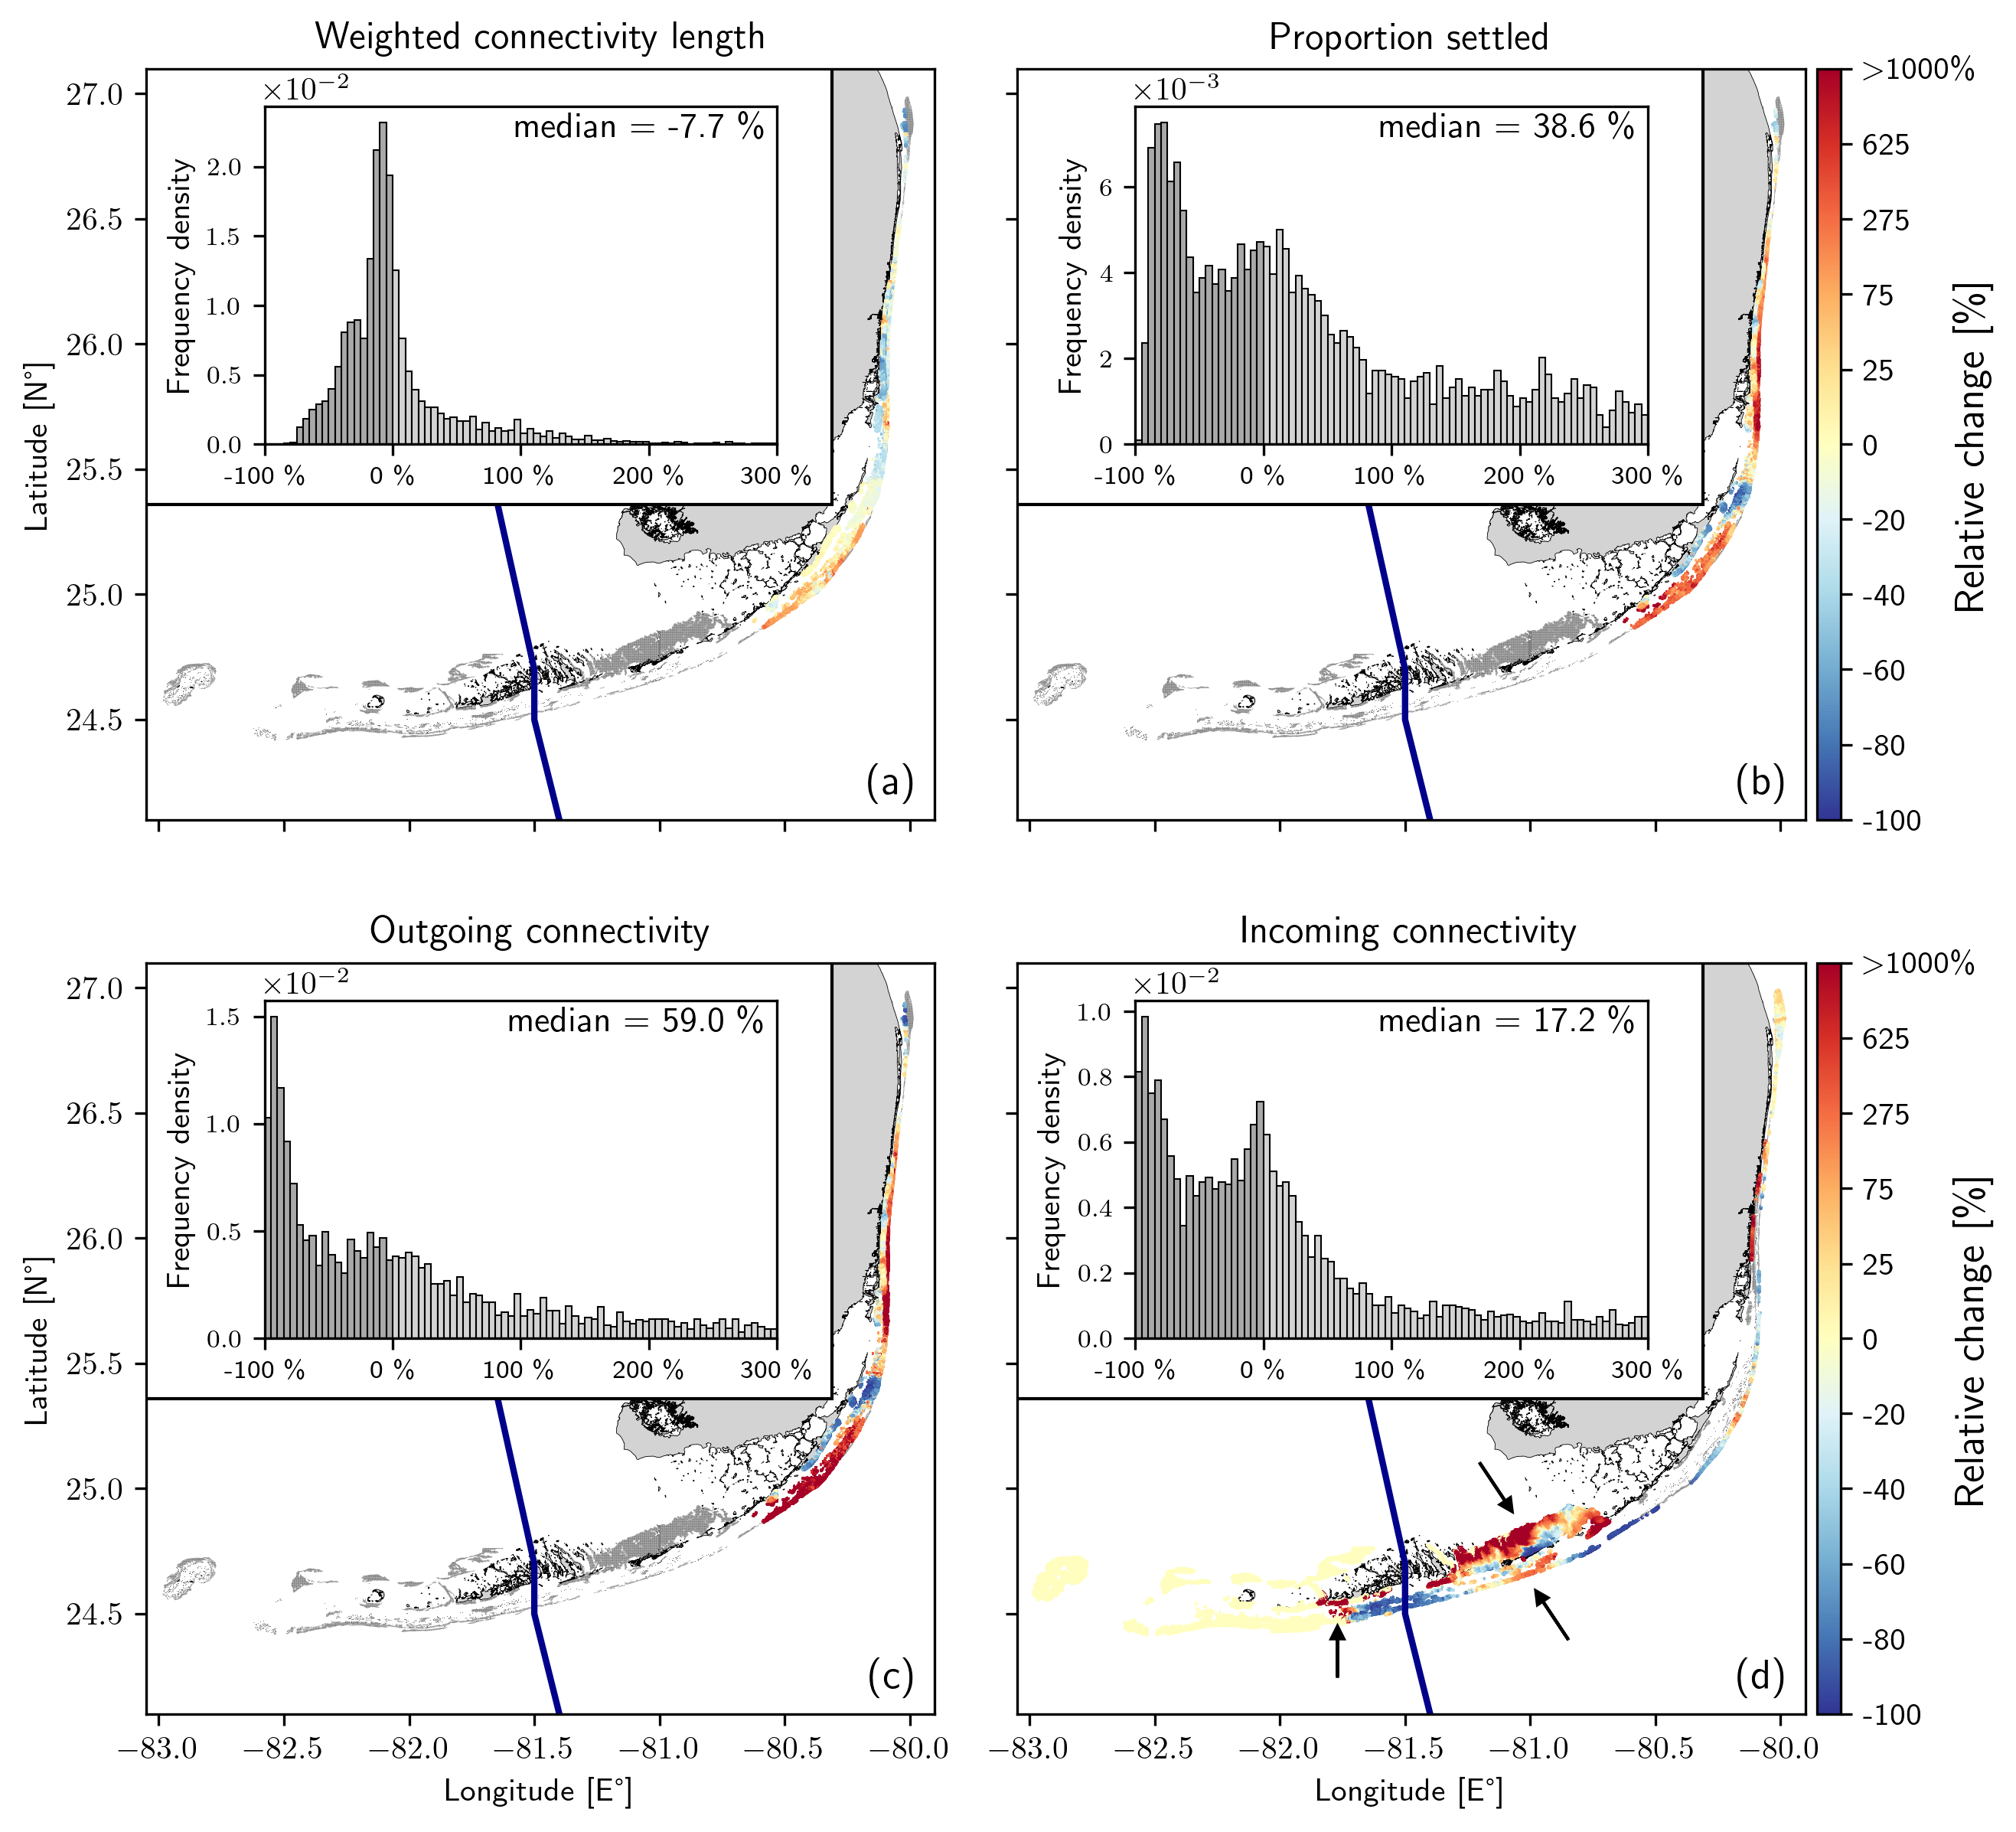 Weighted connectivity length
×10⁻²
median = -7.7 %
Frequency density
2.0
1.5
1.0
0.5
0.0
-100 % 0 % 100 % 200 % 300 %
Latitude [N°]
27.0
26.5
26.0
25.5
25.0
24.5
(a)
Proportion settled
×10⁻³
median = 38.6 %
Frequency density
6
4
2
0
-100 % 0 % 100 % 200 % 300 %
(b)
>1000%
625
275
75
25
0
-20
-40
-60
-80
-100
Relative change [%]
Outgoing connectivity
×10⁻²
median = 59.0 %
Frequency density
1.5
1.0
0.5
0.0
-100 % 0 % 100 % 200 % 300 %
Latitude [N°]
27.0
26.5
26.0
25.5
25.0
24.5
(c)
−83.0 −82.5 −82.0 −81.5 −81.0 −80.5 −80.0
Longitude [E°]
Incoming connectivity
×10⁻²
median = 17.2 %
Frequency density
1.0
0.8
0.6
0.4
0.2
0.0
-100 % 0 % 100 % 200 % 300 %
(d)
−83.0 −82.5 −82.0 −81.5 −81.0 −80.5 −80.0
Longitude [E°]
>1000%
625
275
75
25
0
-20
-40
-60
-80
-100
Relative change [%]